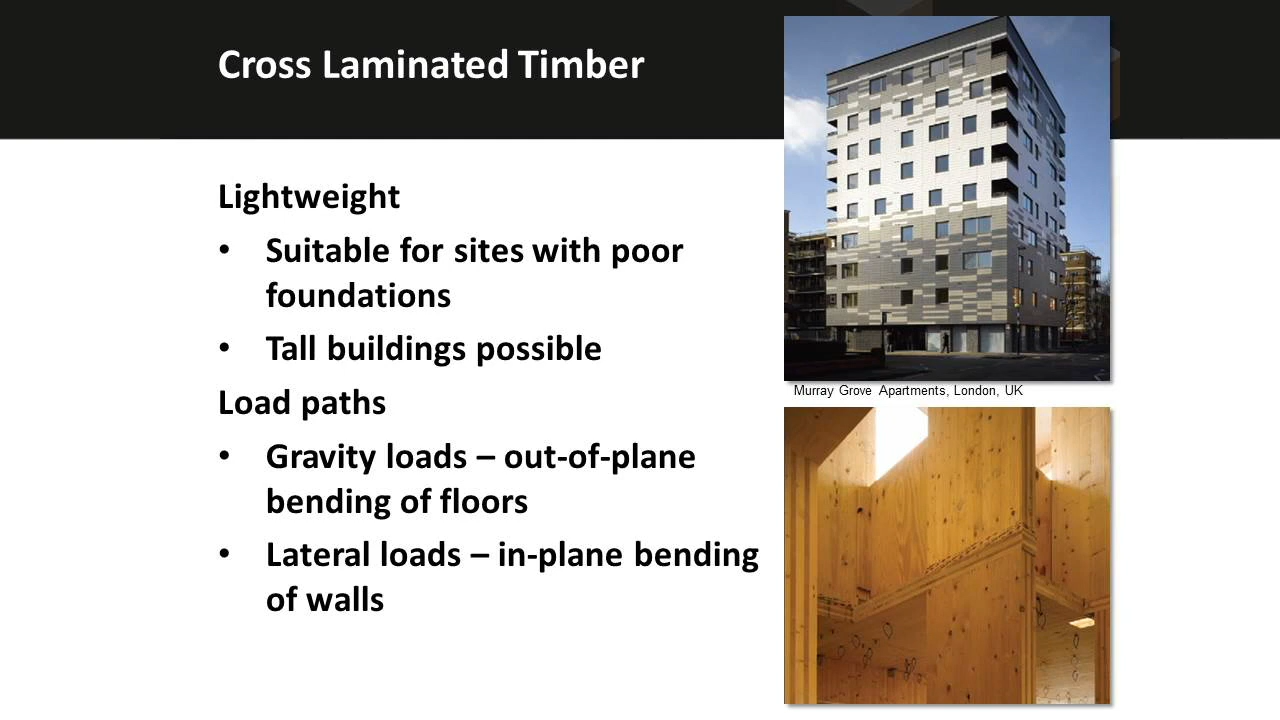 Cross Laminated Timber
Lightweight
• Suitable for sites with poor
foundations
• Tall buildings possible
Load paths
• Gravity loads – out-of-plane
bending of floors
• Lateral loads – in-plane bending
of walls
Murray Grove Apartments, London, UK